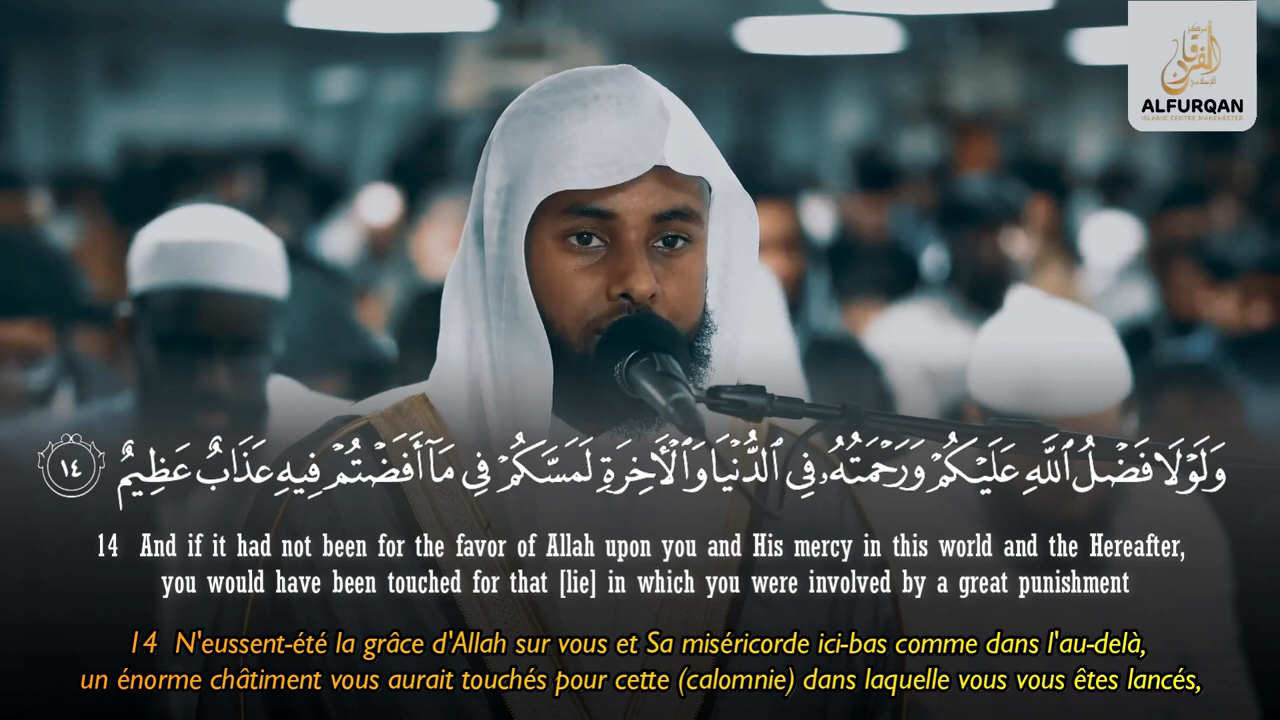 الفرقان
ALFURQAN
ISLAMIC CENTRE MANCHESTER
وَلَوْلَا فَضْلُ ٱللَّهِ عَلَيْكُمْ وَرَحْمَتُهُۥ فِي ٱلدُّنْيَا وَٱلْأَخِرَةِ لَمَسَّكُمْ فِي مَآ أَفَضْتُمْ فِيهِ عَذَابٌ عَظِيمٌ ١٤
14 And if it had not been for the favor of Allah upon you and His mercy in this world and the Hereafter,
you would have been touched for that [lie] in which you were involved by a great punishment
14 N'eussent-été la grâce d'Allah sur vous et Sa miséricorde ici-bas comme dans l'au-delà,
un énorme châtiment vous aurait touchés pour cette (calomnie) dans laquelle vous vous êtes lancés,